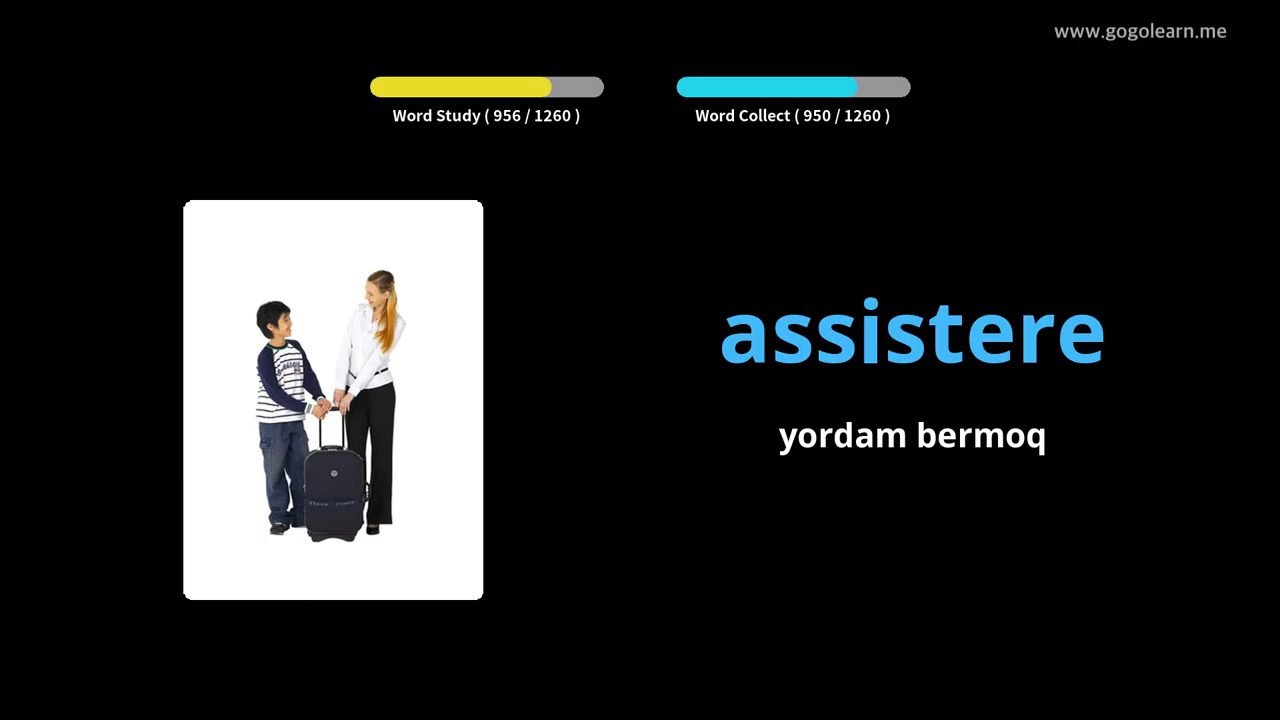 www.gogolearn.me
Word Study ( 956 / 1260 )
Word Collect ( 950 / 1260 )
assistere
yordam bermoq